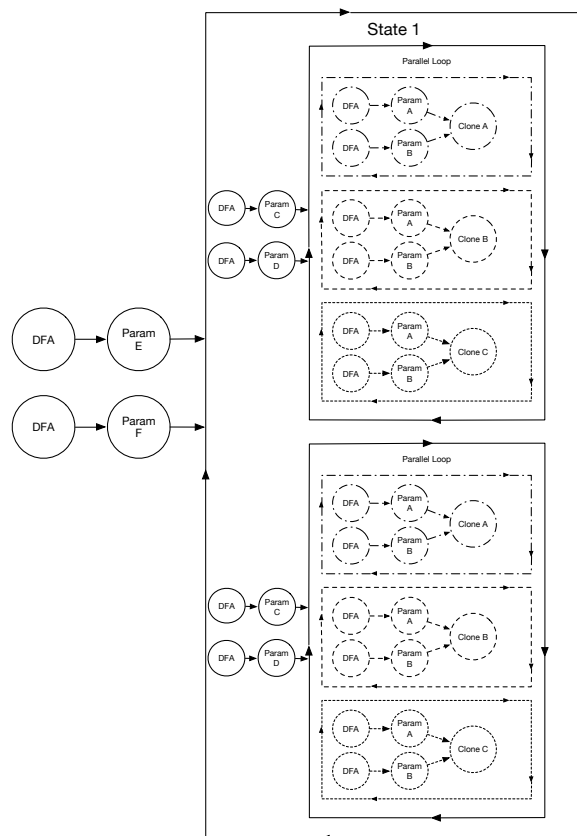 State 1
Parallel Loop
DFA
Param
A
Clone A
DFA
Param
B
DFA
Param
C
DFA
Param
D
DFA
Param
A
Clone B
DFA
Param
B
DFA
Param
E
DFA
Param
A
Clone C
DFA
Param
B
DFA
Param
F
Parallel Loop
DFA
Param
A
Clone A
DFA
Param
B
DFA
Param
C
DFA
Param
D
DFA
Param
A
Clone B
DFA
Param
B
DFA
Param
A
Clone C
DFA
Param
B